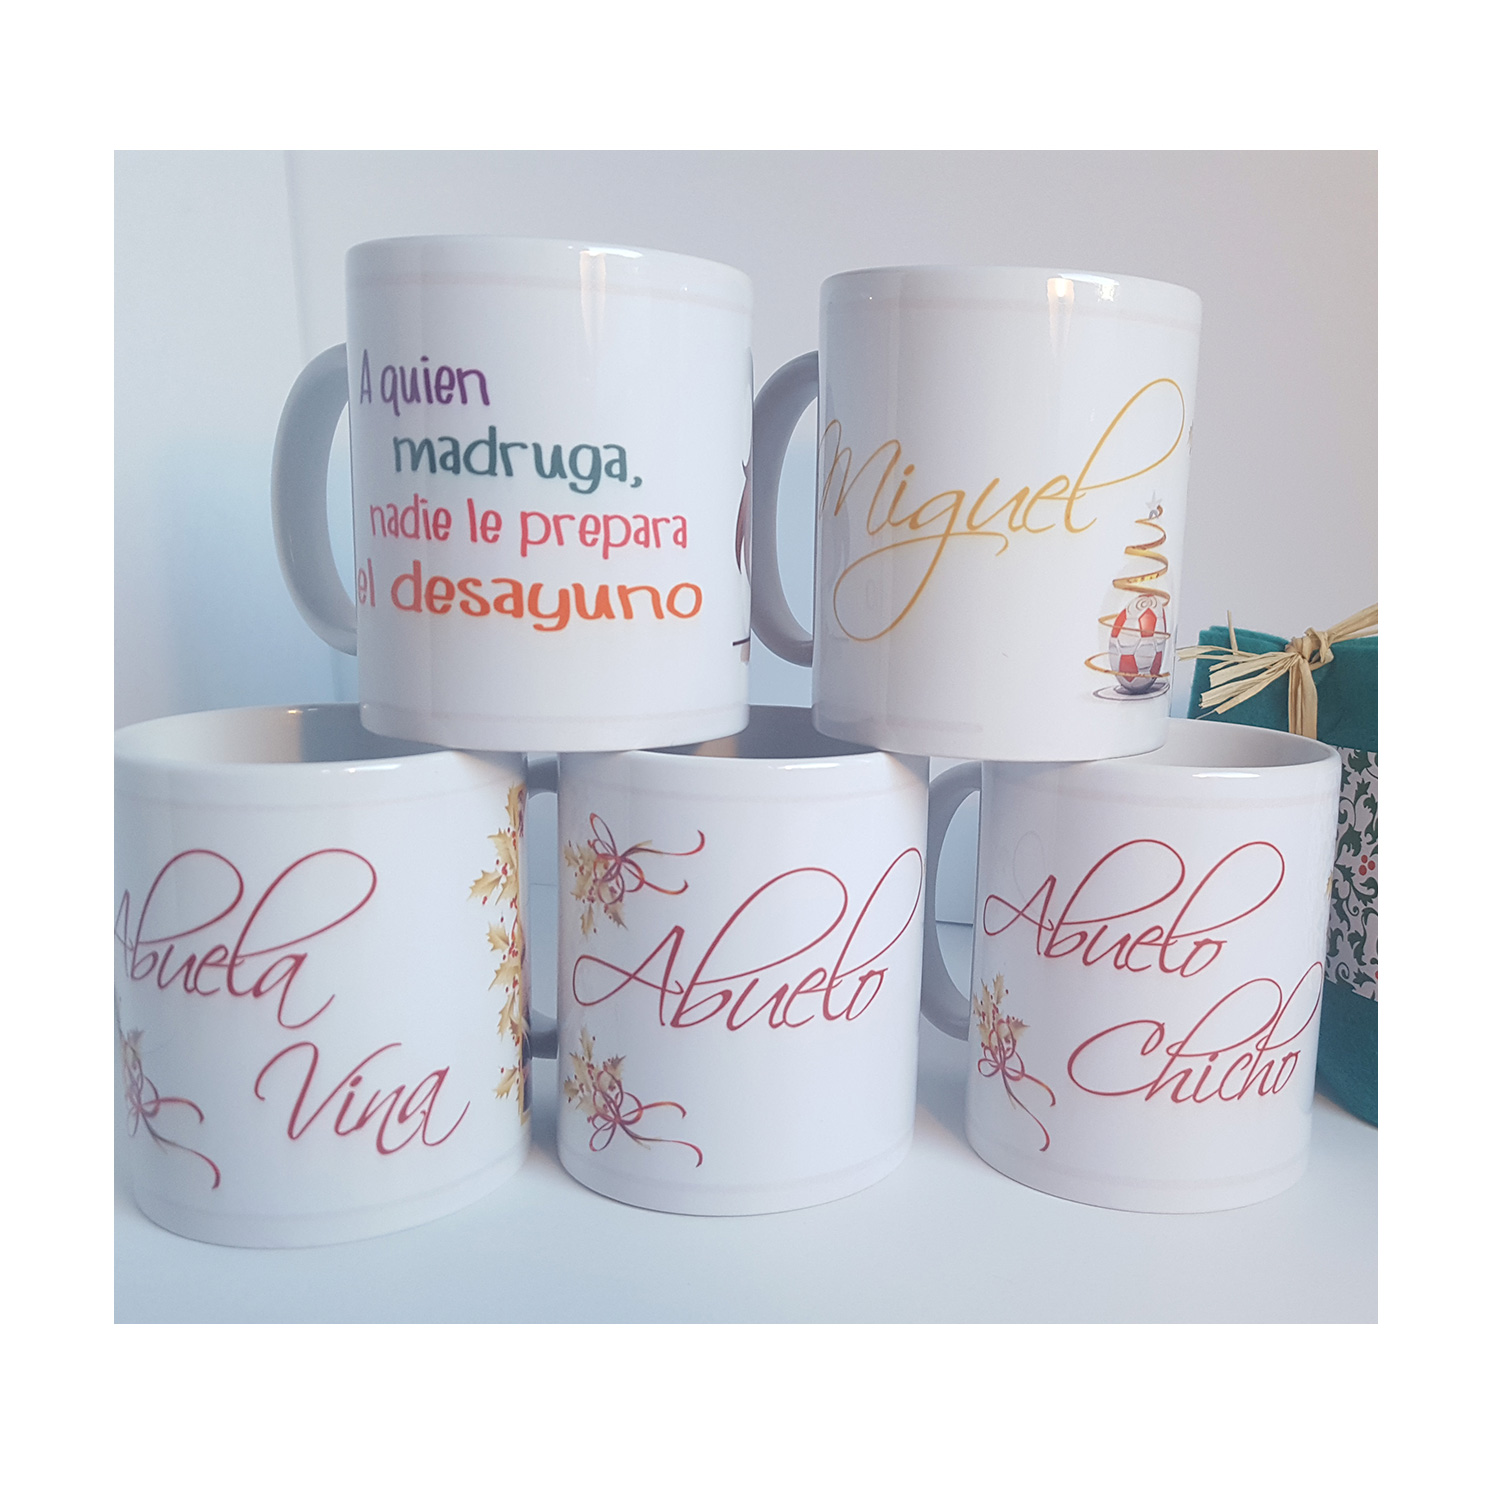 A quien
madruga,
nadie le prepara
el desayuno
Miguel
Abuela
Vina
Abuelo
Abuelo
Chicho